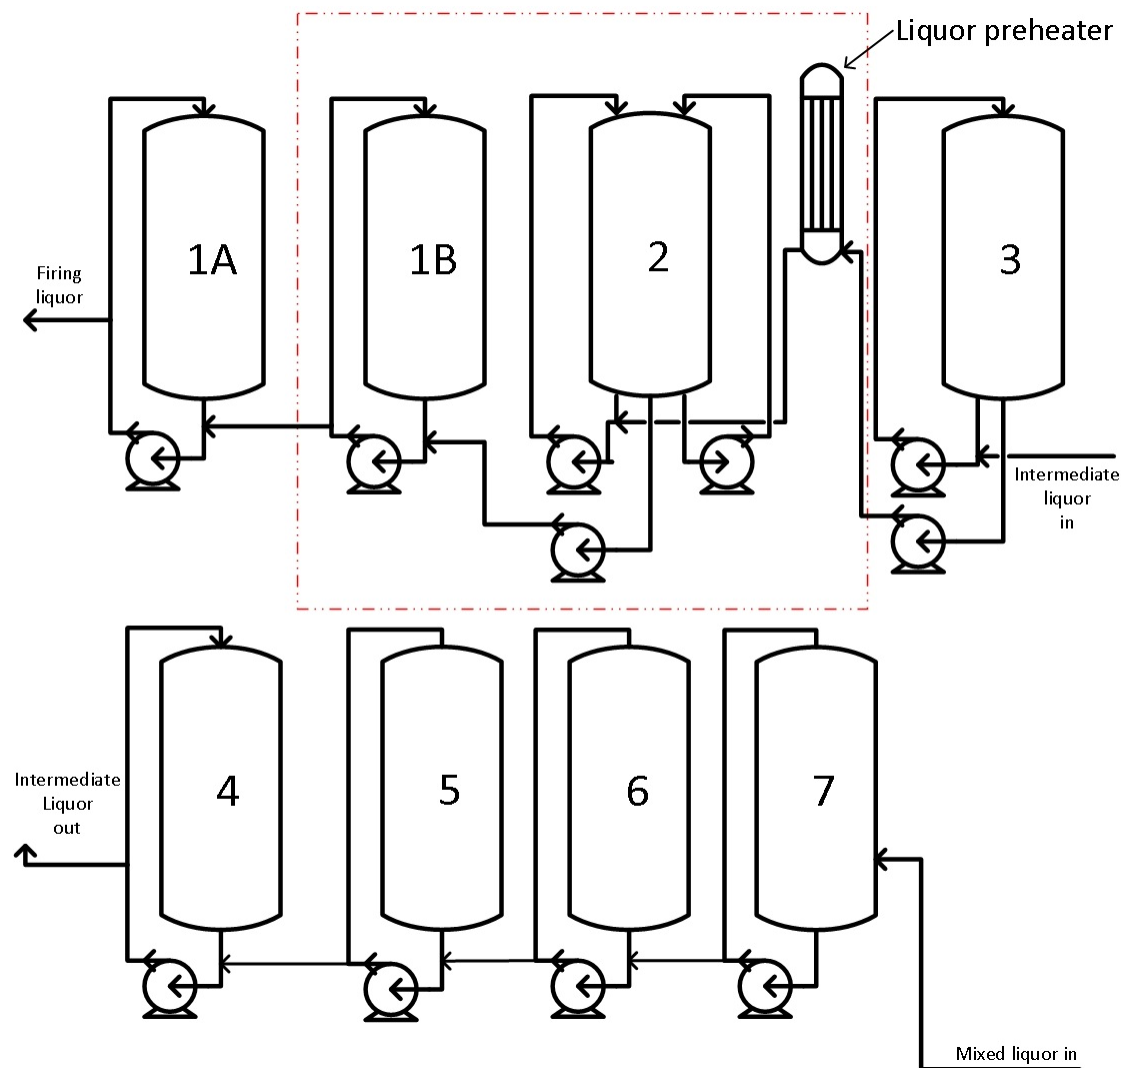 Liquor preheater
1A
1B
2
3
Firing
liquor
Intermediate
liquor
in
4
5
6
7
Intermediate
Liquor
out
Mixed liquor in